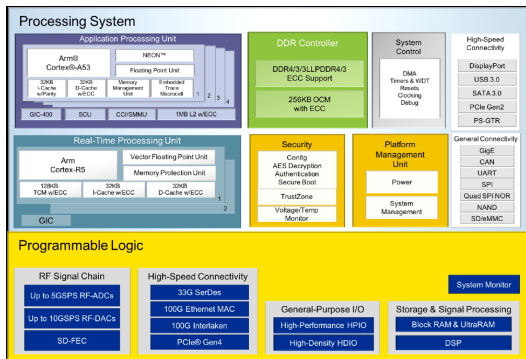 Processing System
Application Processing Unit
Arm®
Cortex®-A53
NEON™
Floating Point Unit
32KB
I-Cache
w/Parity
32KB
D-Cache
w/ECC
Memory
Management
Unit
Embedded
Trace
Macrocell
1
2
3
4
GIC-400
SCU
CCI/SMMU
1MB L2 w/ECC
DDR Controller
DDR4/3/LLPDDR4/3
ECC Support
256KB OCM
with ECC
System
Control
DMA
Timers & WDT
Resets
Clocking
Debug
High-Speed
Connectivity
DisplayPort
USB 3.0
SATA 3.0
PCIe Gen2
PS-GTR
Real-Time Processing Unit
Arm
Cortex-R5
Vector Floating Point Unit
Memory Protection Unit
128KB
TCM w/ECC
32KB
I-Cache w/ECC
32KB
D-Cache w/ECC
1
2
GIC
Security
Config
AES Decryption
Authentication
Secure Boot
TrustZone
Voltage/Temp
Monitor
Platform
Management
Unit
Power
System
Management
General Connectivity
GigE
CAN
UART
SPI
Quad SPI NOR
NAND
SD/eMMC
Programmable Logic
RF Signal Chain
Up to 5GSPS RF-ADCs
Up to 10GSPS RF-DACs
SD-FEC
High-Speed Connectivity
33G SerDes
100G Ethernet MAC
100G Interlaken
PCIe® Gen4
General-Purpose I/O
High-Performance HPIO
High-Density HDIO
System Monitor
Storage & Signal Processing
Block RAM & UltraRAM
DSP